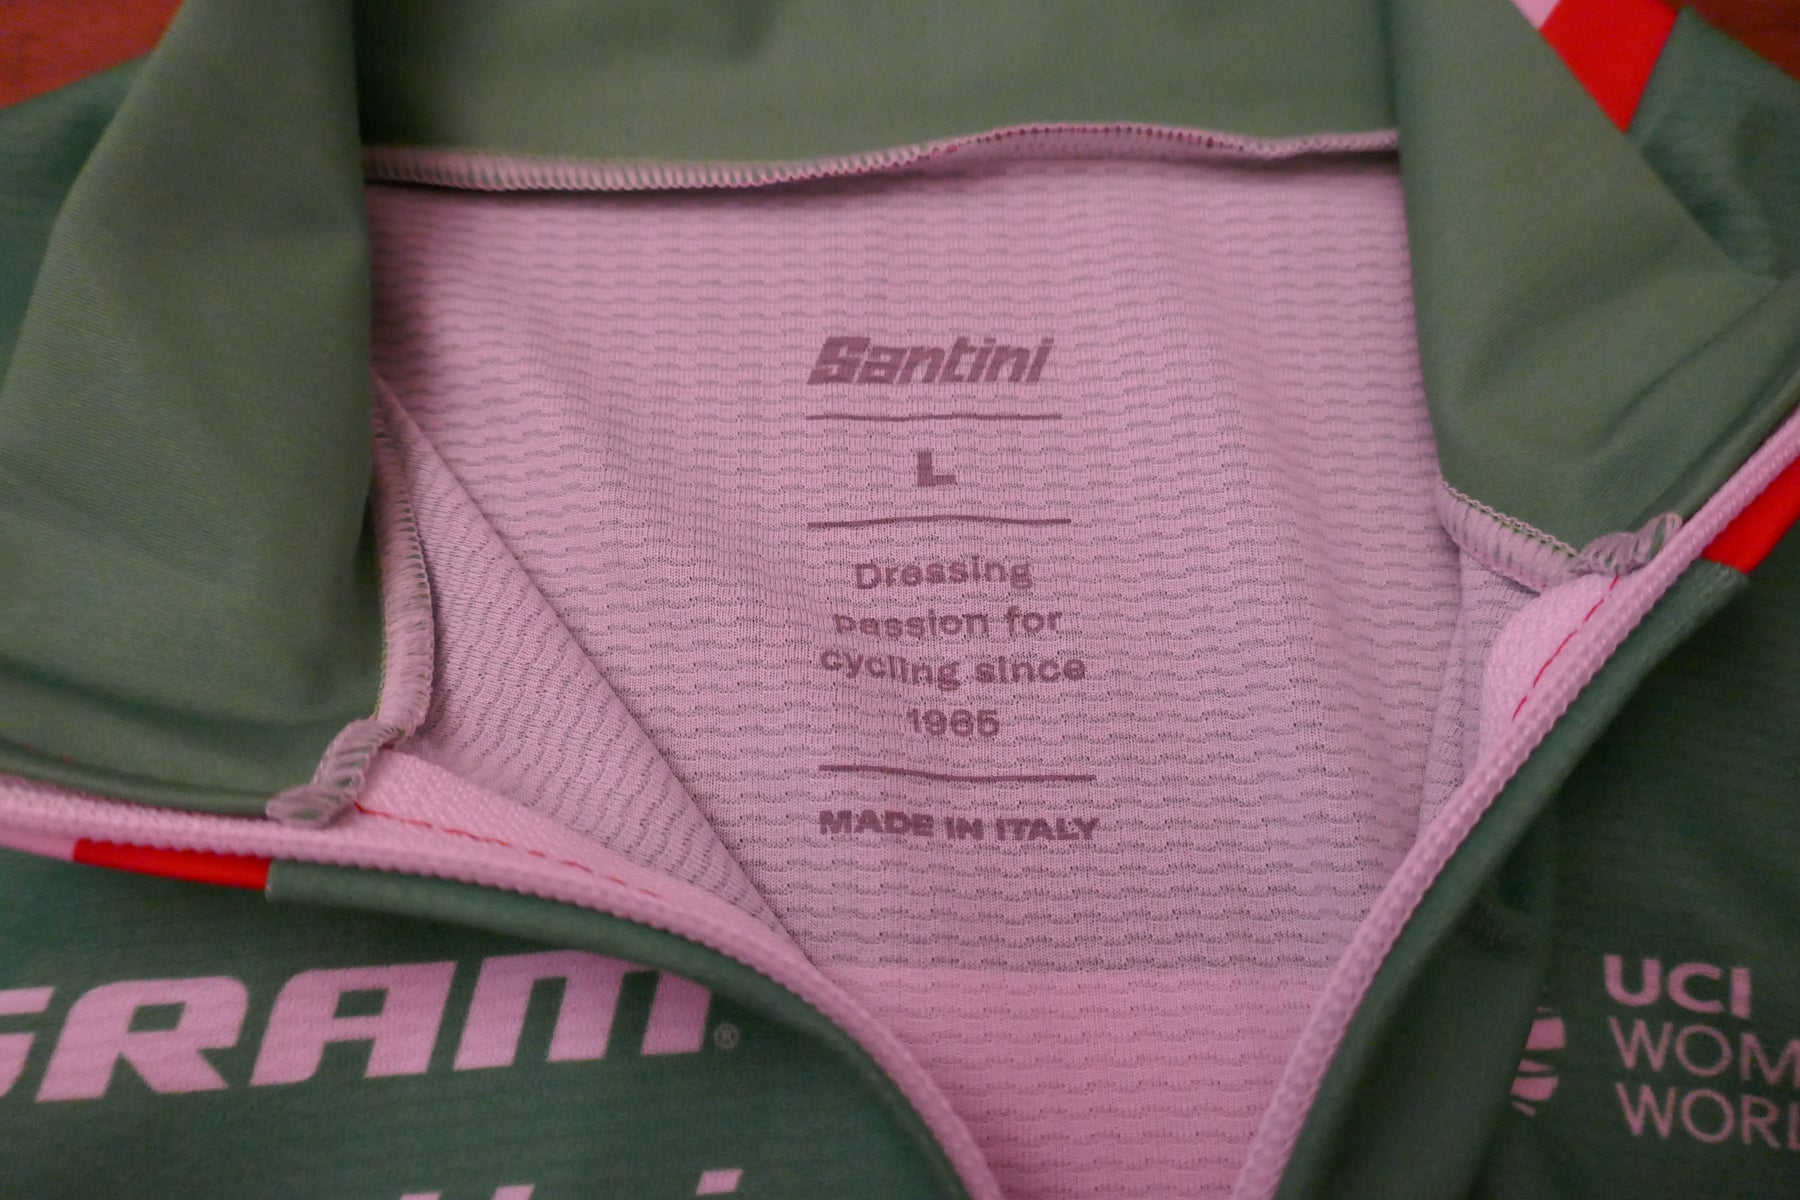 Santini
L
Dressing
passion for
cycling since
1965
MADE IN ITALY
SRAM®
UCI
WOM
WORL